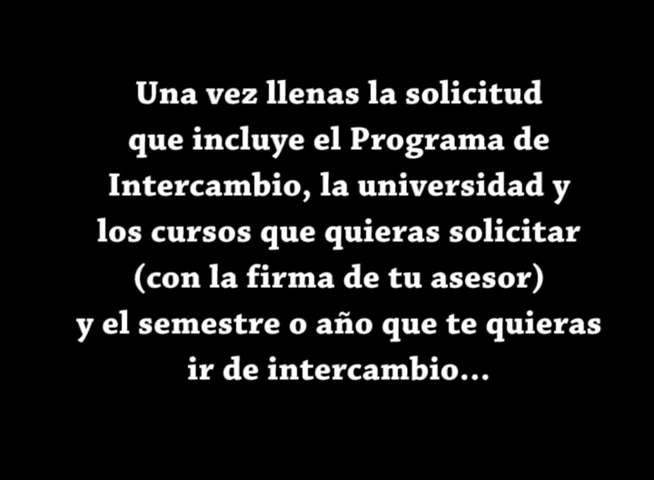 Una vez llenas la solicitud
que incluye el Programa de
Intercambio, la universidad y
los cursos que quieras solicitar
(con la firma de tu asesor)
y el semestre o año que te quieras
ir de intercambio...